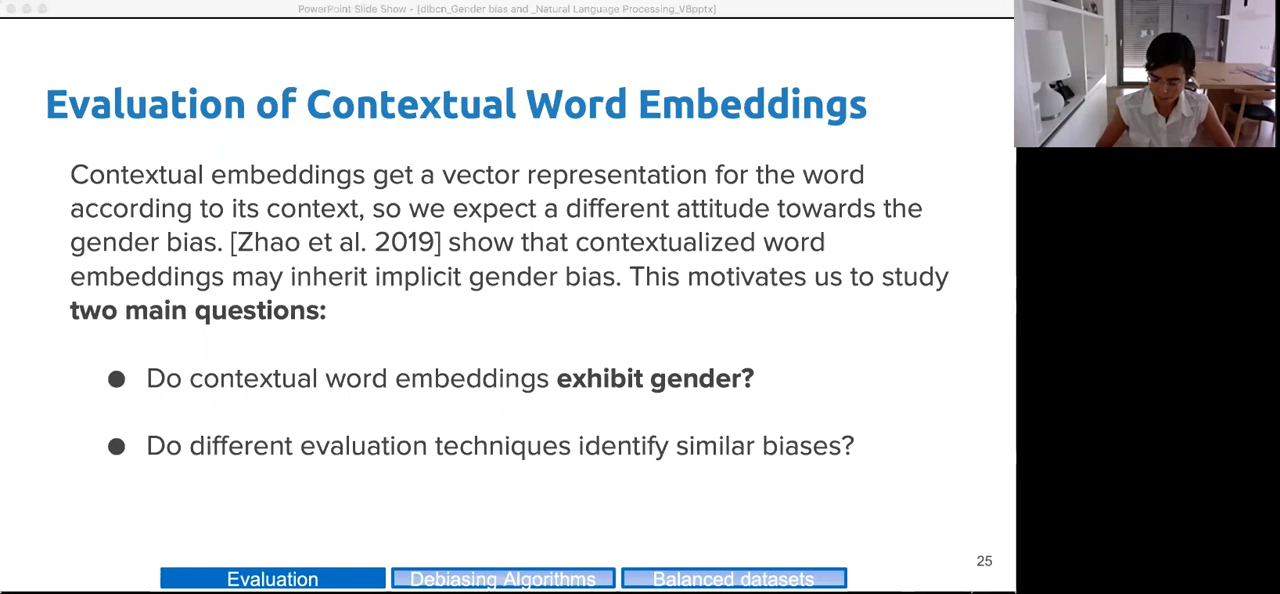 PowerPoint Slide Show - [dlbcn_Gender bias and _Natural Language Processing_V8pptx]
Evaluation of Contextual Word Embeddings
Contextual embeddings get a vector representation for the word
according to its context, so we expect a different attitude towards the
gender bias. [Zhao et al. 2019] show that contextualized word
embeddings may inherit implicit gender bias. This motivates us to study
two main questions:
● Do contextual word embeddings exhibit gender?
● Do different evaluation techniques identify similar biases?
25
Evaluation
Debiasing Algorithms
Balanced datasets